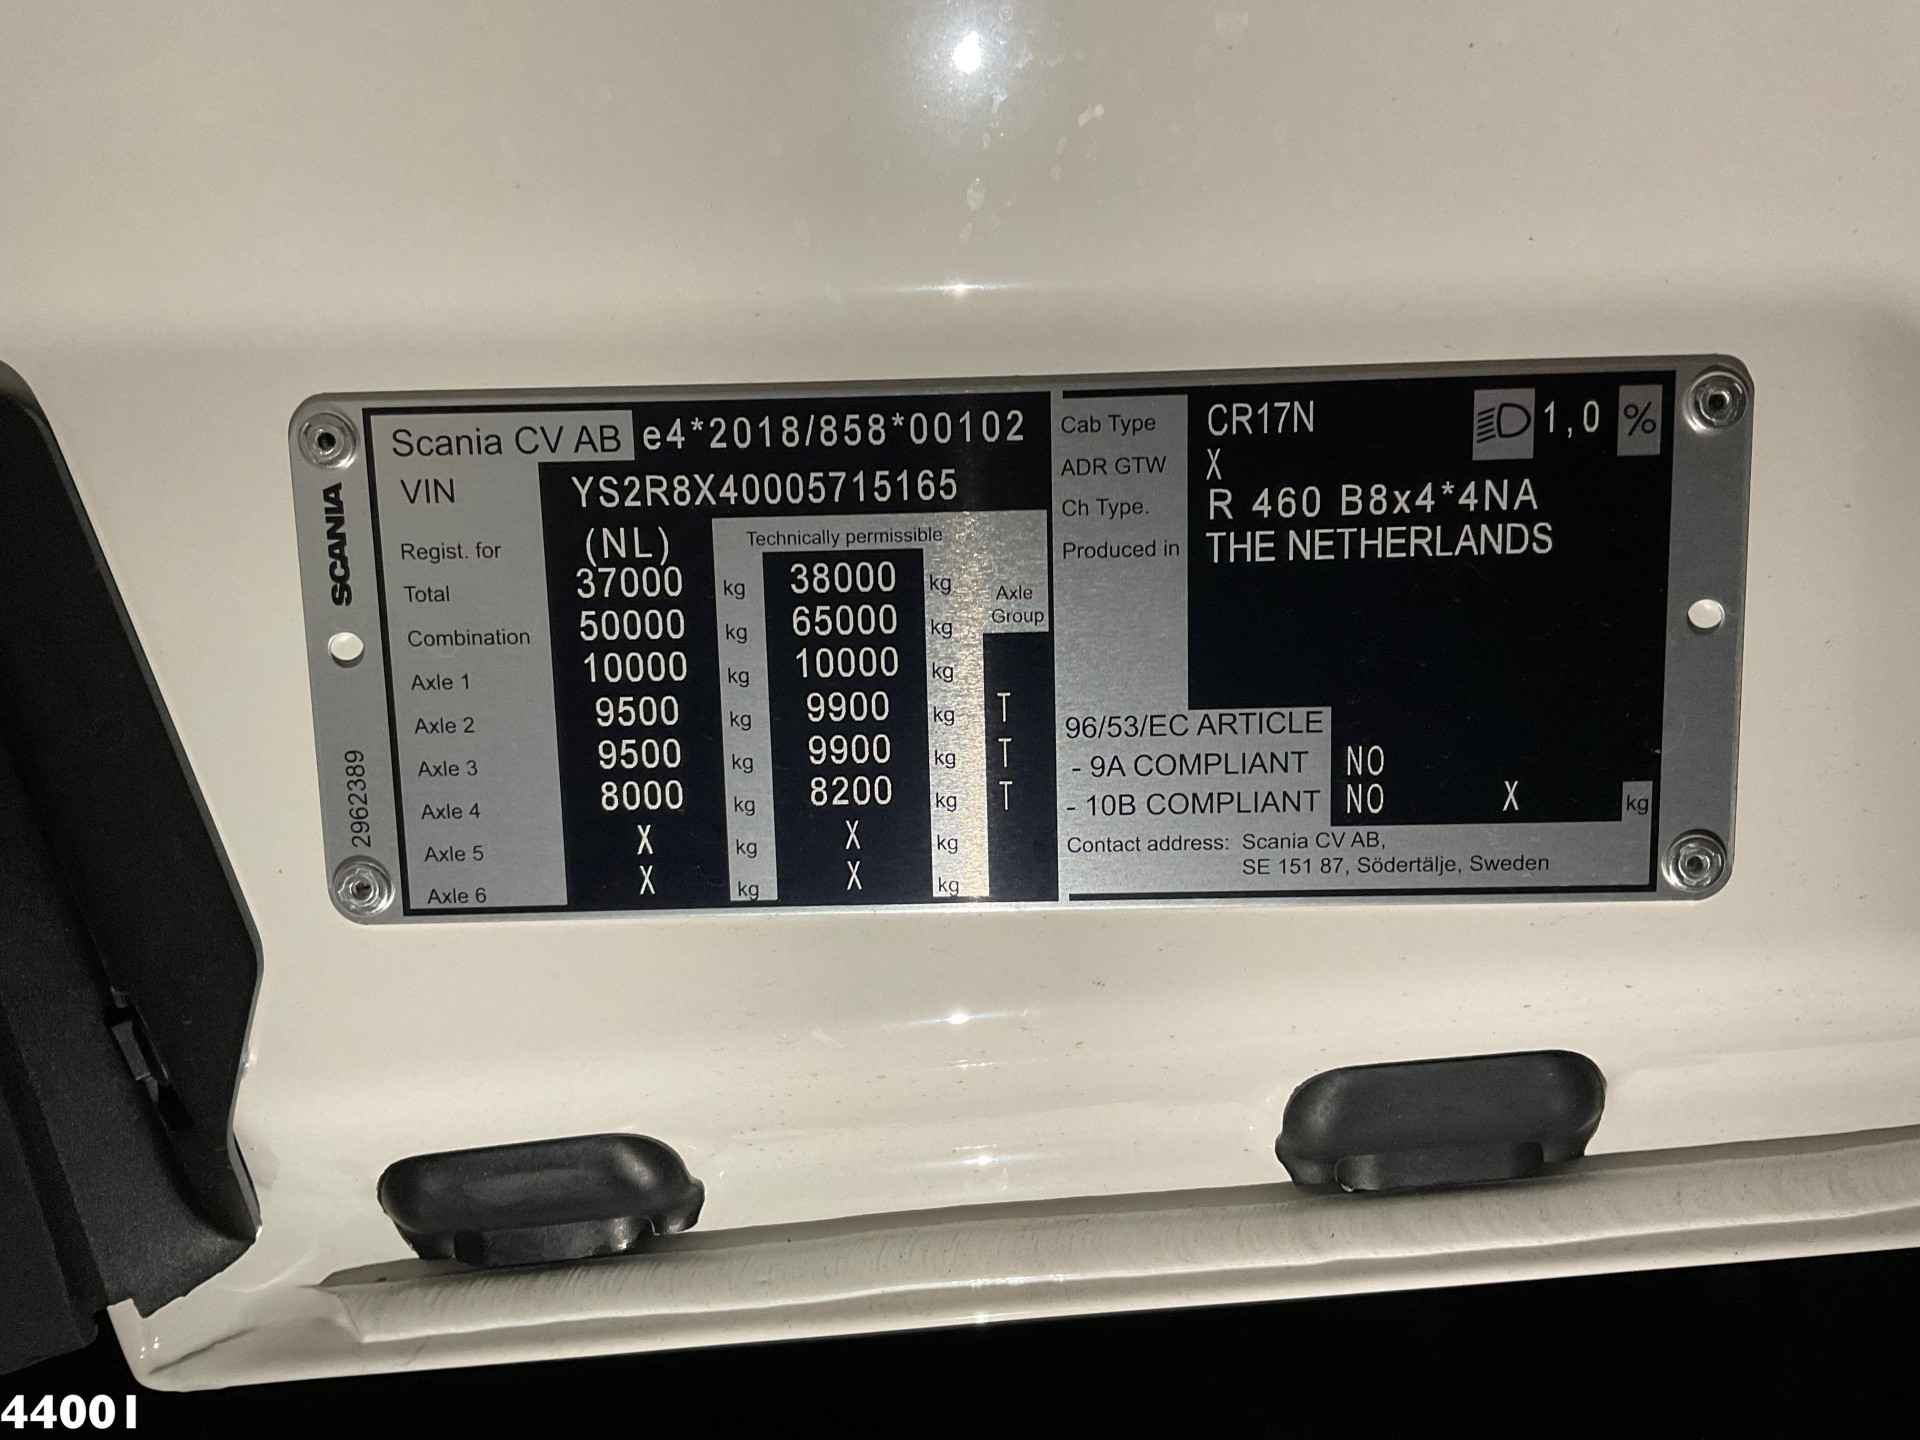 SCANIA
2962389
Scania CV AB e4*2018/858*00102
VIN YS2R8X40005715165
Regist. for (NL) Technically permissible
Total 37000 kg 38000 kg Axle Group
Combination 50000 kg 65000 kg
Axle 1 10000 kg 10000 kg
Axle 2 9500 kg 9900 kg T
Axle 3 9500 kg 9900 kg T
Axle 4 8000 kg 8200 kg T
Axle 5 X kg X kg
Axle 6 X kg X kg
Cab Type CR17N 1,0 %
ADR GTW X
Ch Type. R 460 B8x4*4NA
Produced in THE NETHERLANDS
96/53/EC ARTICLE
- 9A COMPLIANT NO
- 10B COMPLIANT NO X kg
Contact address: Scania CV AB,
SE 151 87, Södertälje, Sweden
44001